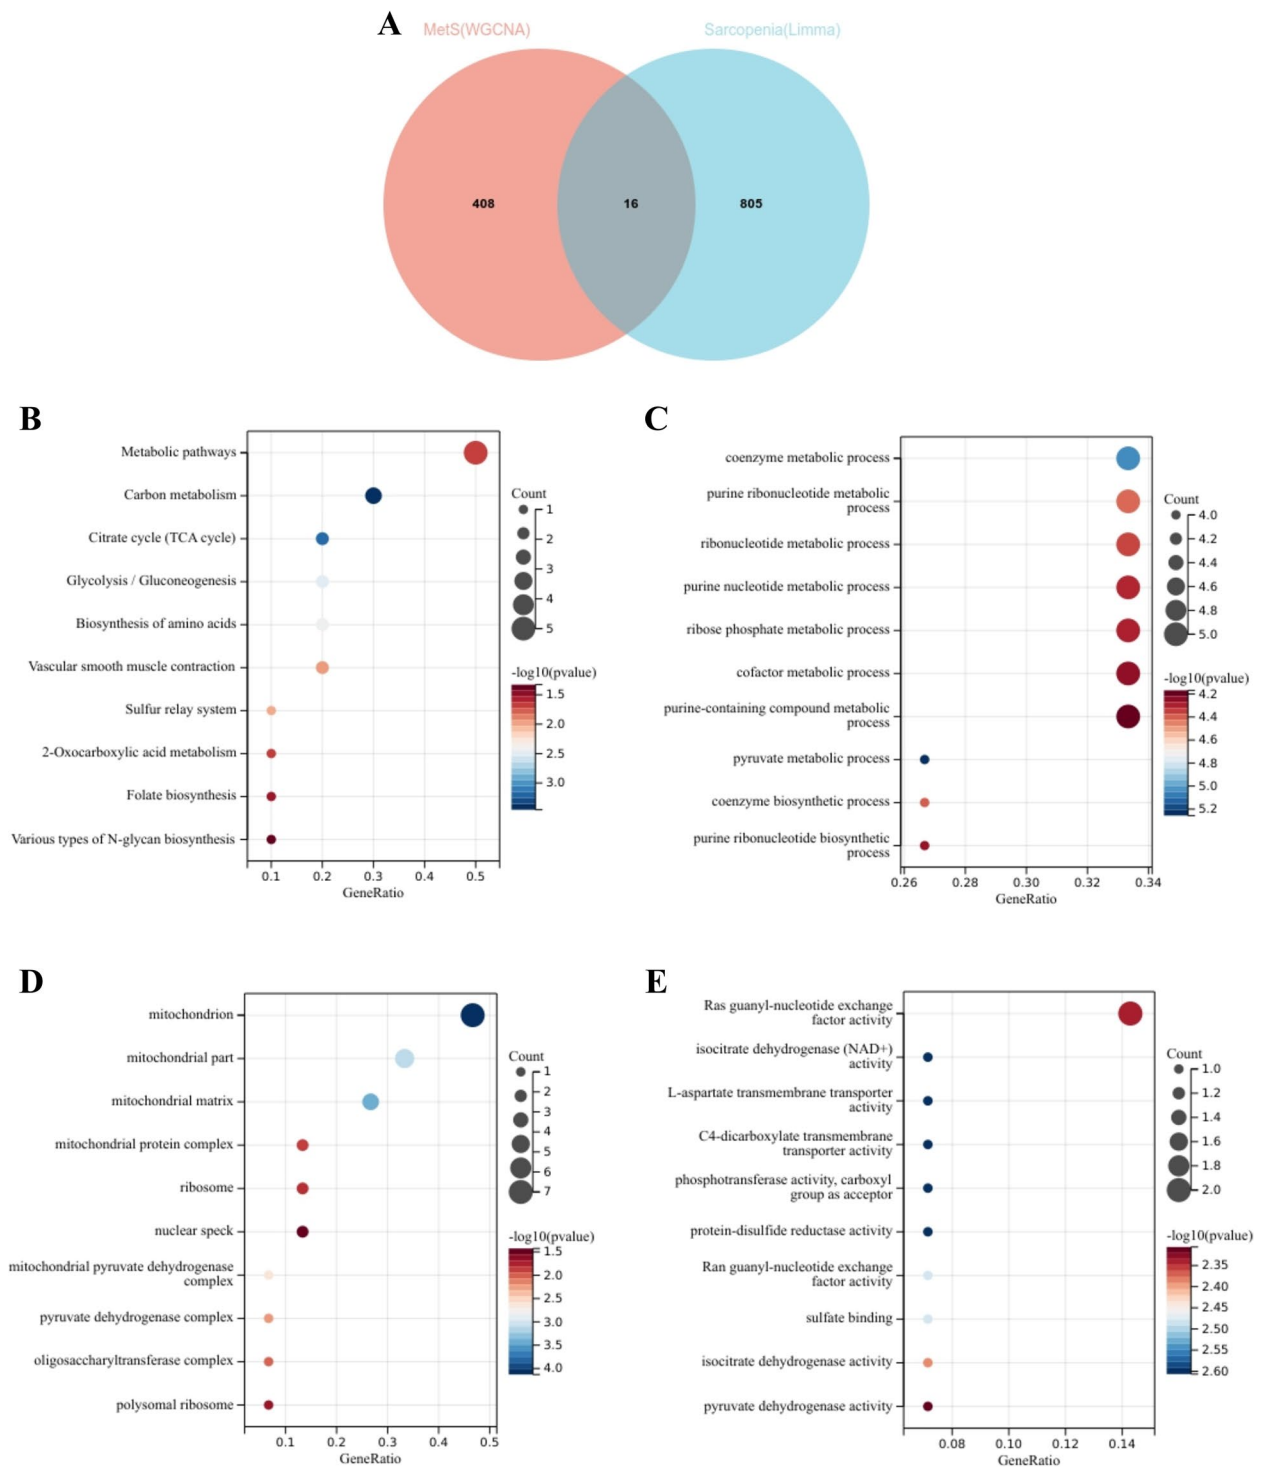 A
MetS(WGCNA)
Sarcopenia(Limma)
408
16
805
B
Metabolic pathways
Carbon metabolism
Citrate cycle (TCA cycle)
Glycolysis / Gluconeogenesis
Biosynthesis of amino acids
Vascular smooth muscle contraction
Sulfur relay system
2-Oxocarboxylic acid metabolism
Folate biosynthesis
Various types of N-glycan biosynthesis
0.1 0.2 0.3 0.4 0.5
GeneRatio
Count
1
2
3
4
5
-log10(pvalue)
1.5
2.0
2.5
3.0
C
coenzyme metabolic process
purine ribonucleotide metabolic
process
ribonucleotide metabolic process
purine nucleotide metabolic process
ribose phosphate metabolic process
cofactor metabolic process
purine-containing compound metabolic
process
pyruvate metabolic process
coenzyme biosynthetic process
purine ribonucleotide biosynthetic
process
0.26 0.28 0.30 0.32 0.34
GeneRatio
Count
4.0
4.2
4.4
4.6
4.8
5.0
-log10(pvalue)
4.2
4.4
4.6
4.8
5.0
5.2
D
mitochondrion
mitochondrial part
mitochondrial matrix
mitochondrial protein complex
ribosome
nuclear speck
mitochondrial pyruvate dehydrogenase
complex
pyruvate dehydrogenase complex
oligosaccharyltransferase complex
polysomal ribosome
0.1 0.2 0.3 0.4 0.5
GeneRatio
Count
1
2
3
4
5
6
7
-log10(pvalue)
1.5
2.0
2.5
3.0
3.5
4.0
E
Ras guanyl-nucleotide exchange
factor activity
isocitrate dehydrogenase (NAD+)
activity
L-aspartate transmembrane transporter
activity
C4-dicarboxylate transmembrane
transporter activity
phosphotransferase activity, carboxyl
group as acceptor
protein-disulfide reductase activity
Ran guanyl-nucleotide exchange
factor activity
sulfate binding
isocitrate dehydrogenase activity
pyruvate dehydrogenase activity
0.08 0.10 0.12 0.14
GeneRatio
Count
1.0
1.2
1.4
1.6
1.8
2.0
-log10(pvalue)
2.35
2.40
2.45
2.50
2.55
2.60